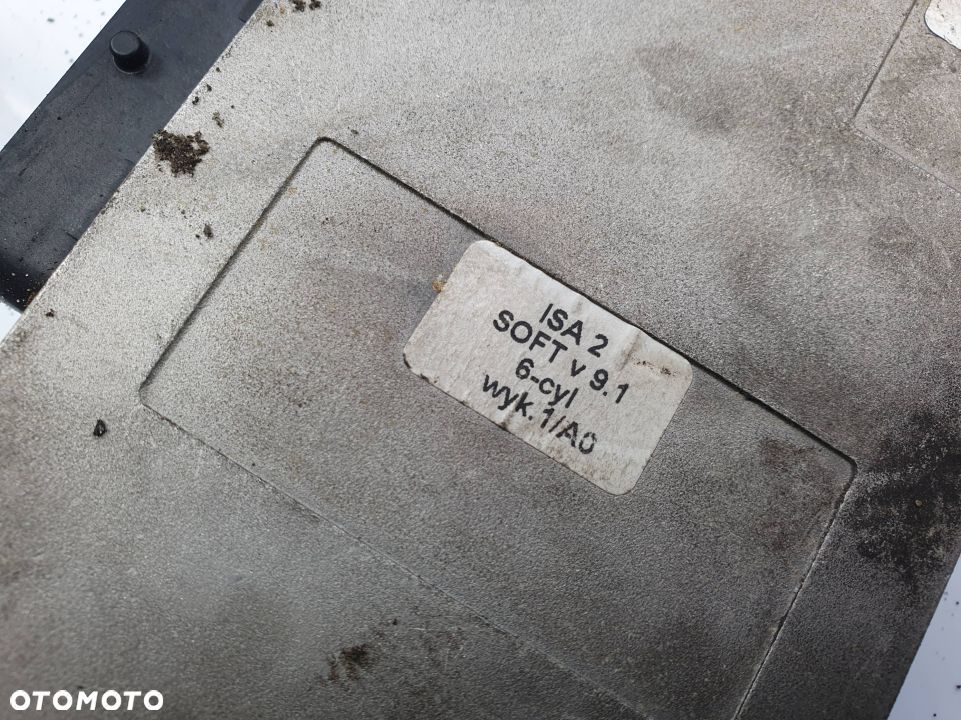 ISA 2
SOFT v 9.1
6-cyl
wyk.1/A0
OTOMOTO